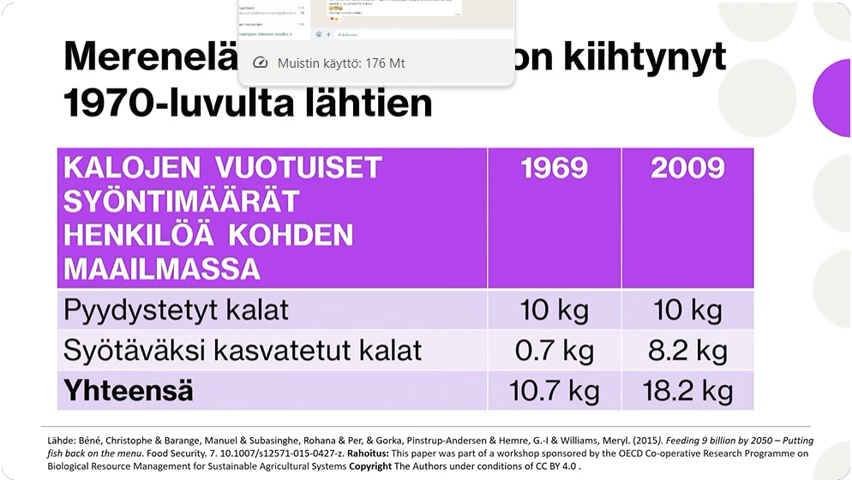 Merenelä on kiihtynyt
Muistin käyttö: 176 Mt
1970-luvulta lähtien
KALOJEN VUOTUISET 1969 2009
SYÖNTIMÄÄRÄT
HENKILÖÄ KOHDEN
MAAILMASSA
Pyydystetyt kalat 10 kg 10 kg
Syötäväksi kasvatetut kalat 0.7 kg 8.2 kg
Yhteensä 10.7 kg 18.2 kg
Lähde: Béné, Christophe & Barange, Manuel & Subasinghe, Rohana & Per, & Gorka, Pinstrup-Andersen & Hemre, G.-I & Williams, Meryl. (2015). Feeding 9 billion by 2050 – Putting
fish back on the menu. Food Security. 7. 10.1007/s12571-015-0427-z. Rahoitus: This paper was part of a workshop sponsored by the OECD Co-operative Research Programme on
Biological Resource Management for Sustainable Agricultural Systems Copyright The Authors under conditions of CC BY 4.0 .